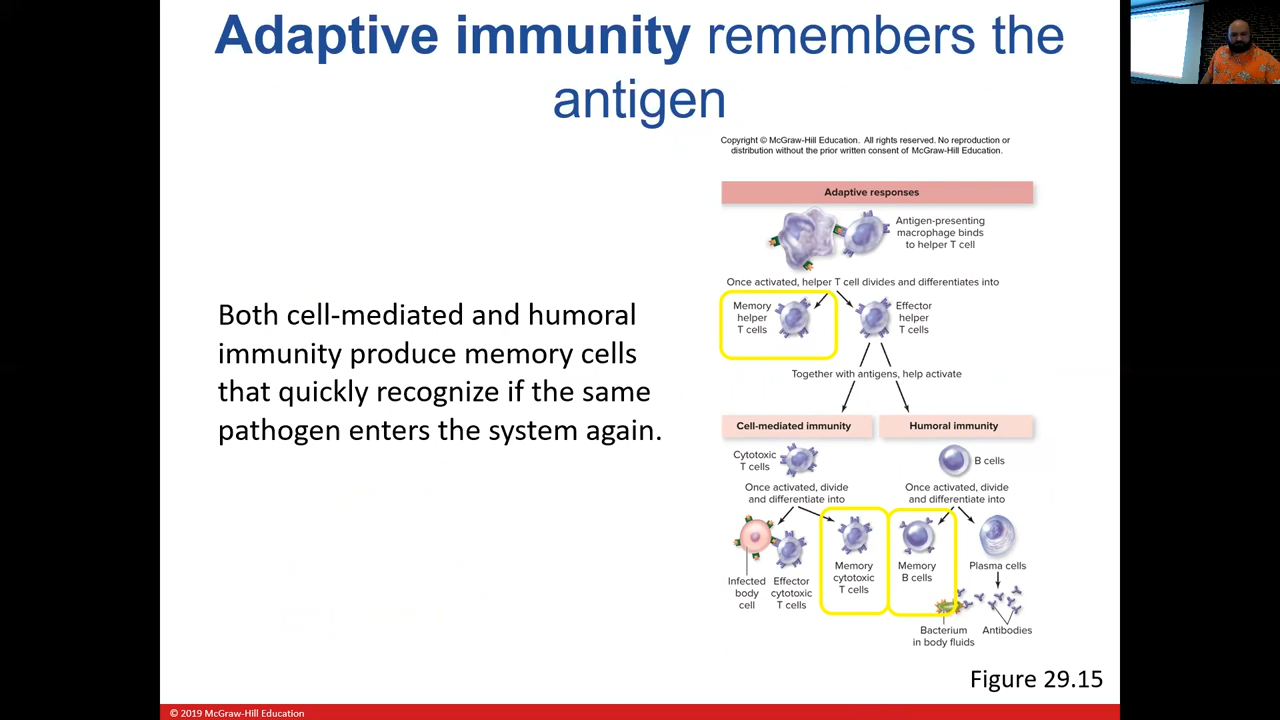 Adaptive immunity remembers the
antigen
Copyright © McGraw-Hill Education. All rights reserved. No reproduction or
distribution without the prior written consent of McGraw-Hill Education.
Adaptive responses
Antigen-presenting
macrophage binds
to helper T cell
Once activated, helper T cell divides and differentiates into
Memory
helper
T cells
Effector
helper
T cells
Both cell-mediated and humoral
immunity produce memory cells
that quickly recognize if the same
pathogen enters the system again.
Together with antigens, help activate
Cell-mediated immunity
Humoral immunity
Cytotoxic
T cells
B cells
Once activated, divide
and differentiate into
Once activated, divide
and differentiate into
Infected
body
cell
Effector
cytotoxic
T cells
Memory
cytotoxic
T cells
Memory
B cells
Plasma cells
Bacterium
in body fluids
Antibodies
Figure 29.15
© 2019 McGraw-Hill Education